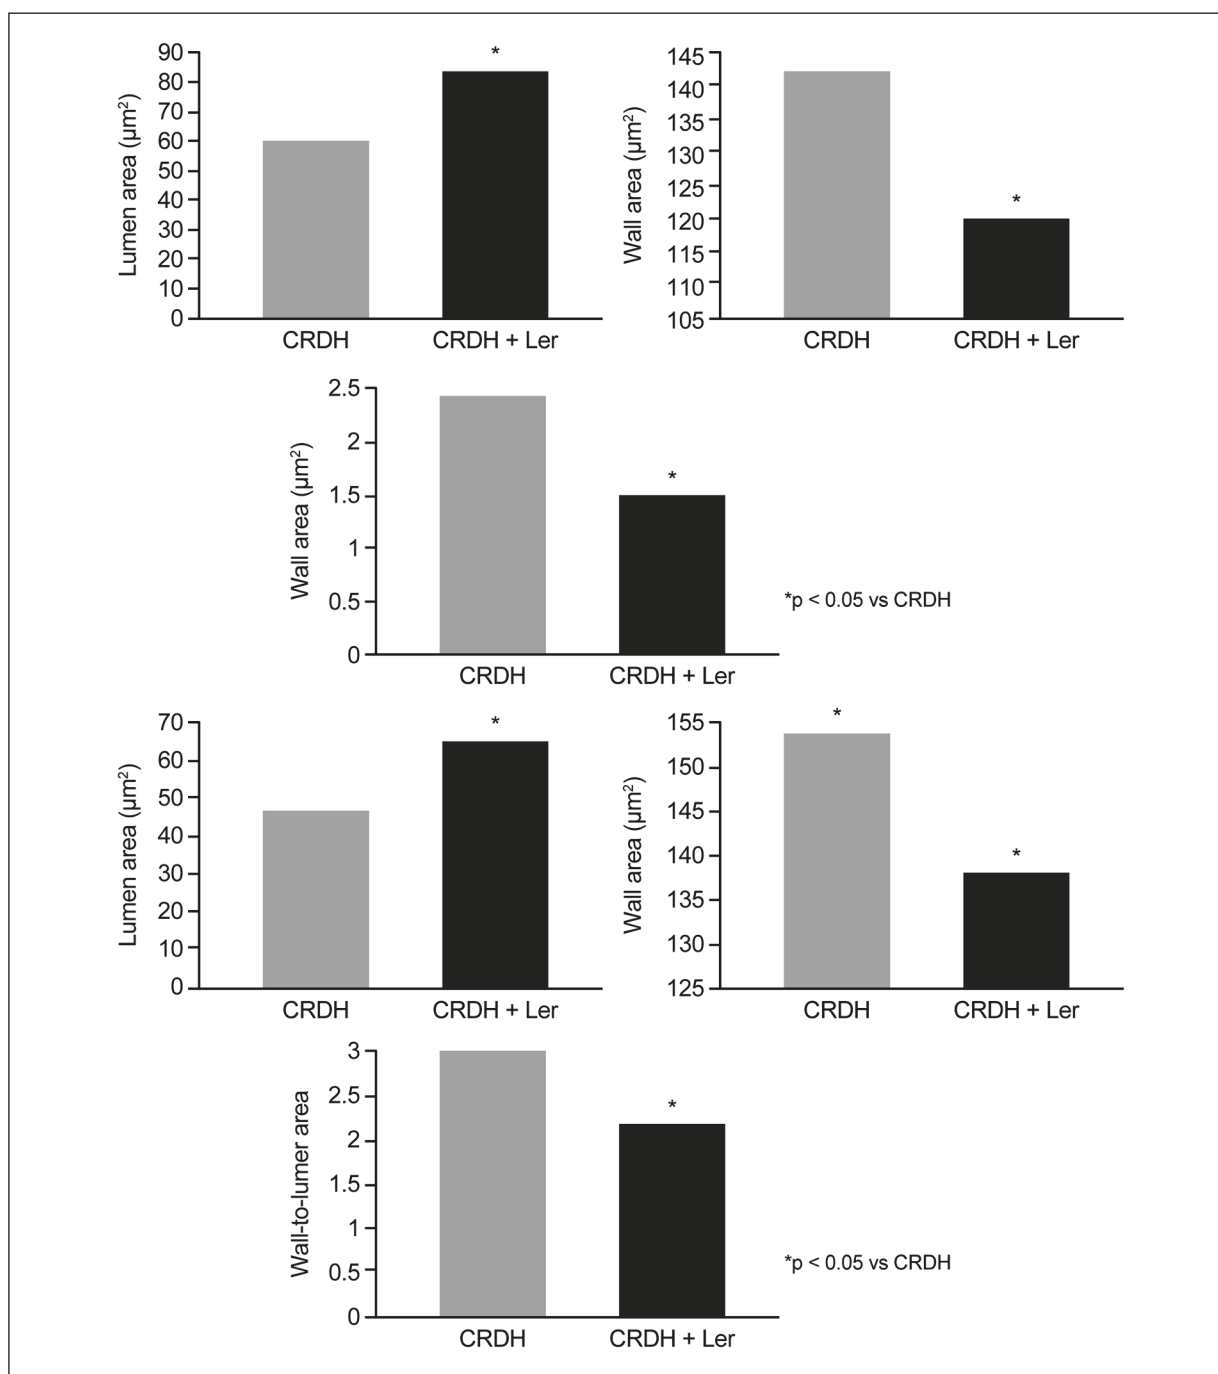 Lumen area (µm²)
90
80
70
60
50
40
30
20
10
0
*
CRDH
CRDH + Ler
Wall area (µm²)
145
140
135
130
125
120
115
110
105
*
CRDH
CRDH + Ler
Wall area (µm²)
2.5
2
1.5
1
0.5
0
*
CRDH
CRDH + Ler
*p < 0.05 vs CRDH
Lumen area (µm²)
70
60
50
40
30
20
10
0
*
CRDH
CRDH + Ler
Wall area (µm²)
155
150
145
140
135
130
125
*
*
CRDH
CRDH + Ler
Wall-to-lumer area
3
2.5
2
1.5
1
0.5
0
*
CRDH
CRDH + Ler
*p < 0.05 vs CRDH